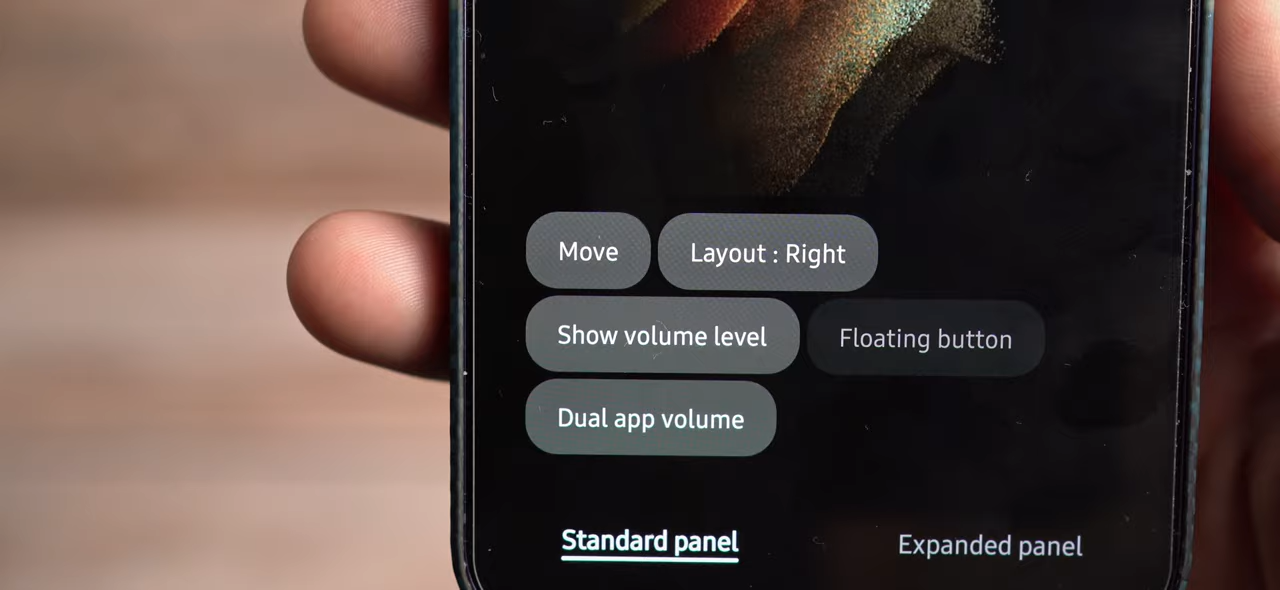 Move
Layout : Right
Show volume level
Floating button
Dual app volume
Standard panel
Expanded panel